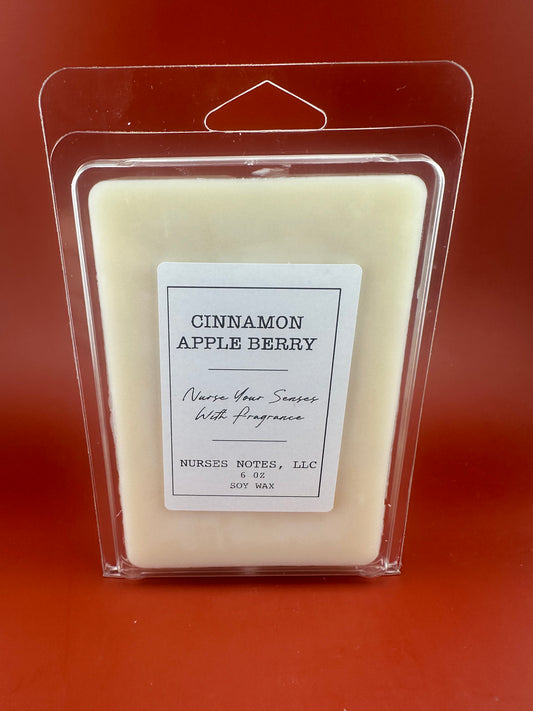 CINNAMON
APPLE BERRY
Nurse Your Senses
With Fragrance
NURSES NOTES, LLC
6 OZ
SOY WAX